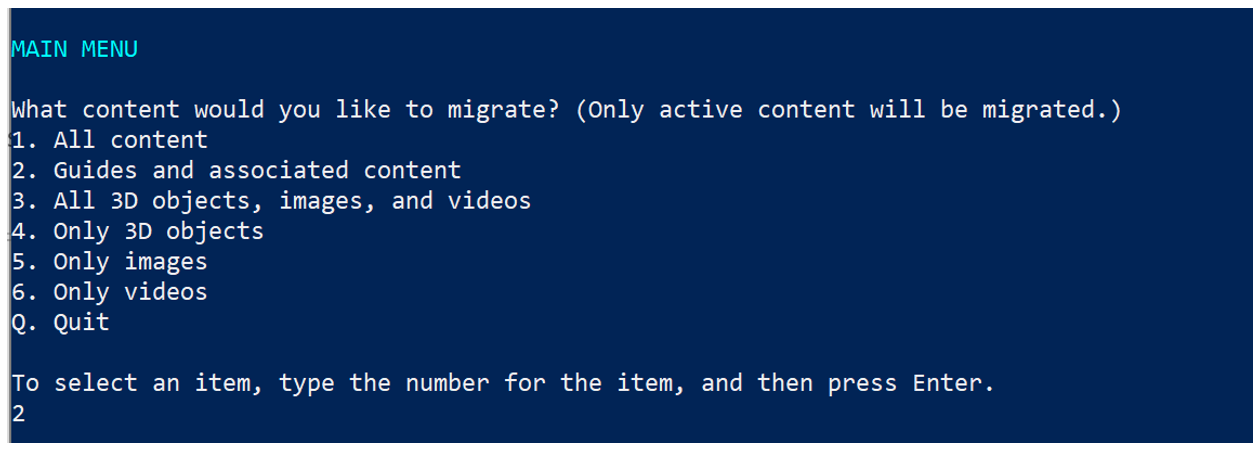 MAIN MENU
What content would you like to migrate? (Only active content will be migrated.)
1. All content
2. Guides and associated content
3. All 3D objects, images, and videos
4. Only 3D objects
5. Only images
6. Only videos
Q. Quit
To select an item, type the number for the item, and then press Enter.
2